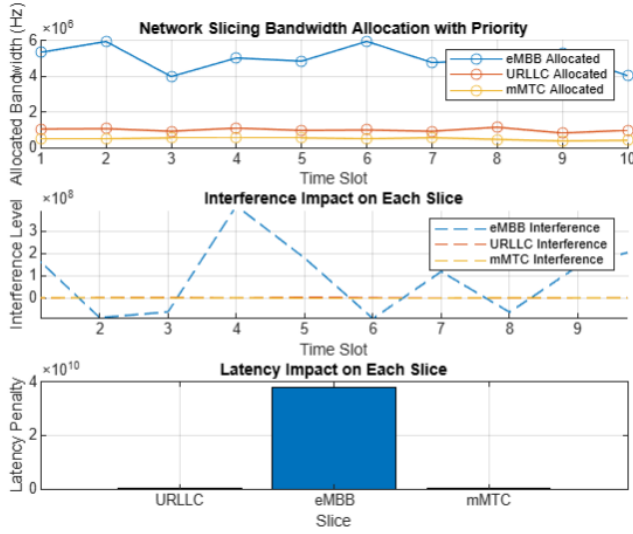 Network Slicing Bandwidth Allocation with Priority
×10⁶
Allocated Bandwidth (Hz)
6
4
2
0
eMBB Allocated
URLLC Allocated
mMTC Allocated
1 2 3 4 5 6 7 8 9 10
Time Slot
Interference Impact on Each Slice
×10⁸
Interference Level
3
2
1
0
eMBB Interference
URLLC Interference
mMTC Interference
2 3 4 5 6 7 8 9
Time Slot
Latency Impact on Each Slice
×10¹⁰
Latency Penalty
4
2
0
URLLC eMBB mMTC
Slice